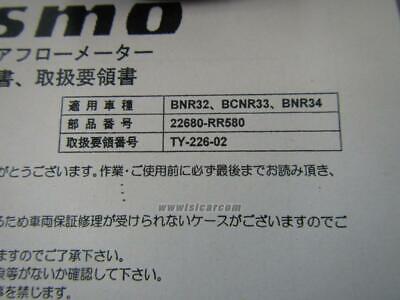 smo
アフローメーター
書、取扱要領書
適用車種 BNR32、BCNR33、BNR34
部品番号 22680-RR580
取扱要領番号 TY-226-02
がとうございます。作業・ご使用前に必ず最後までお読み頂き、
www.isicar.com
るため車両保証修理が受けられないケースがございますのでご
ますのでご了承下さい。
良等がないか確認して下さい。
事を禁じます。